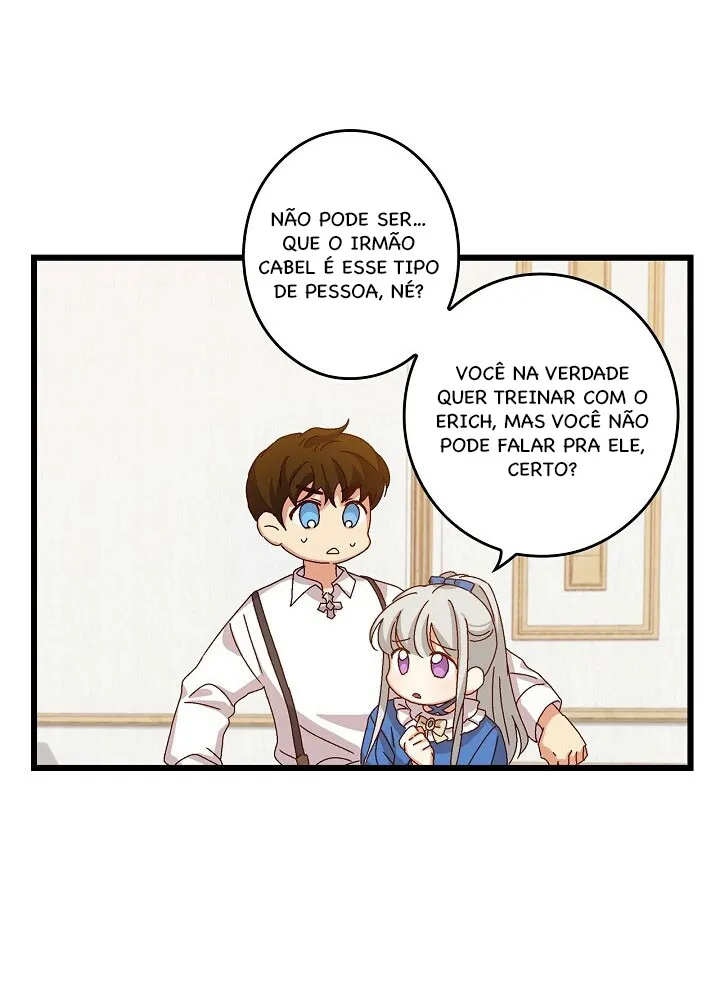 NÃO PODE SER...
QUE O IRMÃO
CABEL É ESSE TIPO
DE PESSOA, NÉ?
VOCÊ NA VERDADE
QUER TREINAR COM O
ERICH, MAS VOCÊ NÃO
PODE FALAR PRA ELE,
CERTO?